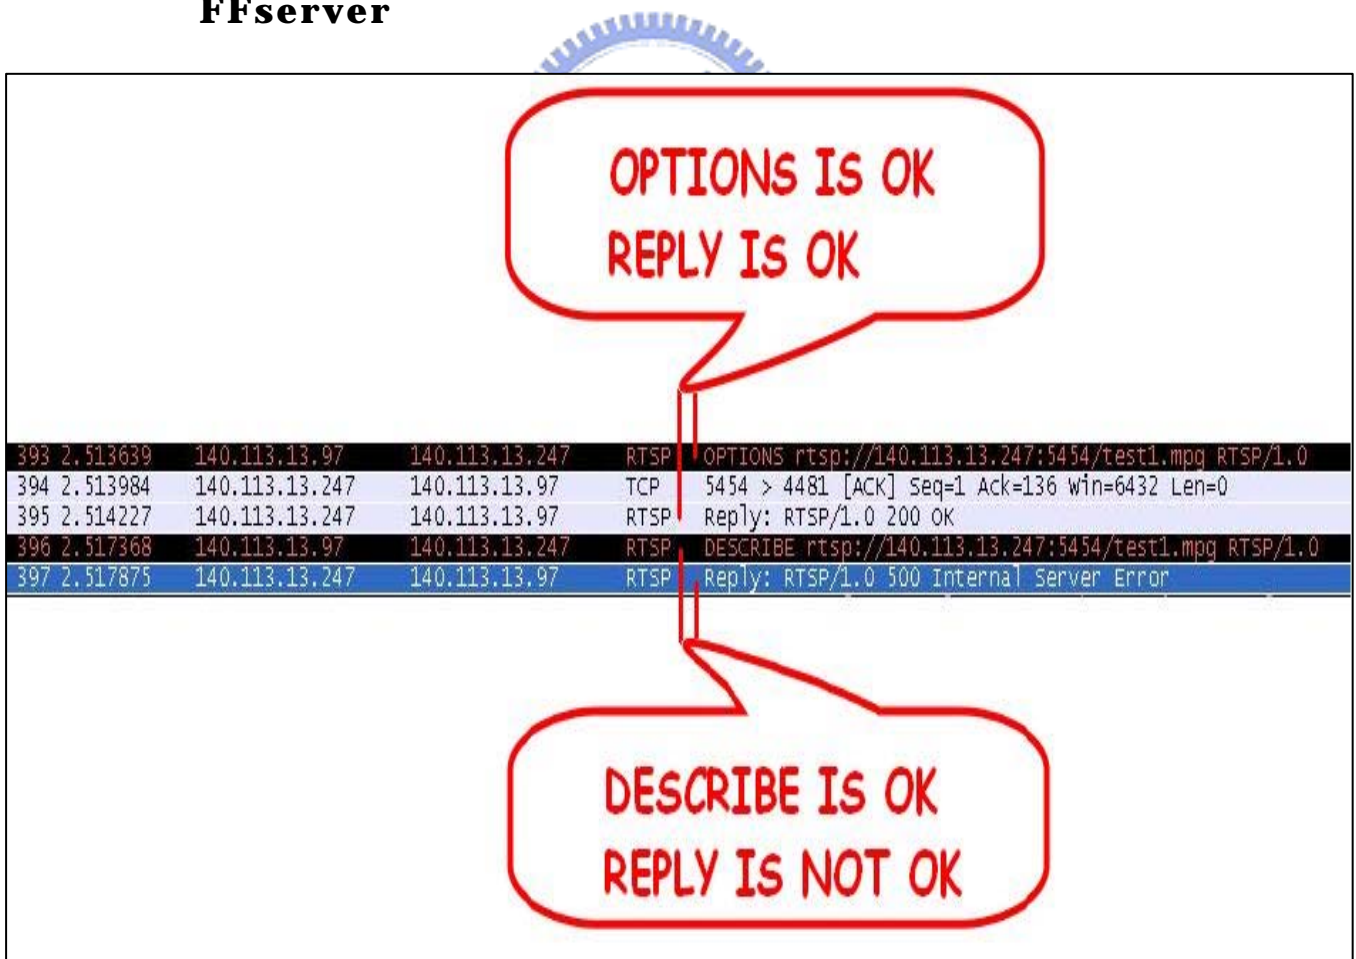 FFserver
OPTIONS IS OK
REPLY IS OK
393 2.513639 140.113.13.97 140.113.13.247 RTSP OPTIONS rtsp://140.113.13.247:5454/test1.mpg RTSP/1.0
394 2.513984 140.113.13.247 140.113.13.97 TCP 5454 > 4481 [ACK] Seq=1 Ack=136 Win=6432 Len=0
395 2.514227 140.113.13.247 140.113.13.97 RTSP Reply: RTSP/1.0 200 OK
396 2.517368 140.113.13.97 140.113.13.247 RTSP DESCRIBE rtsp://140.113.13.247:5454/test1.mpg RTSP/1.0
397 2.517875 140.113.13.247 140.113.13.97 RTSP Reply: RTSP/1.0 500 Internal Server Error
DESCRIBE IS OK
REPLY IS NOT OK